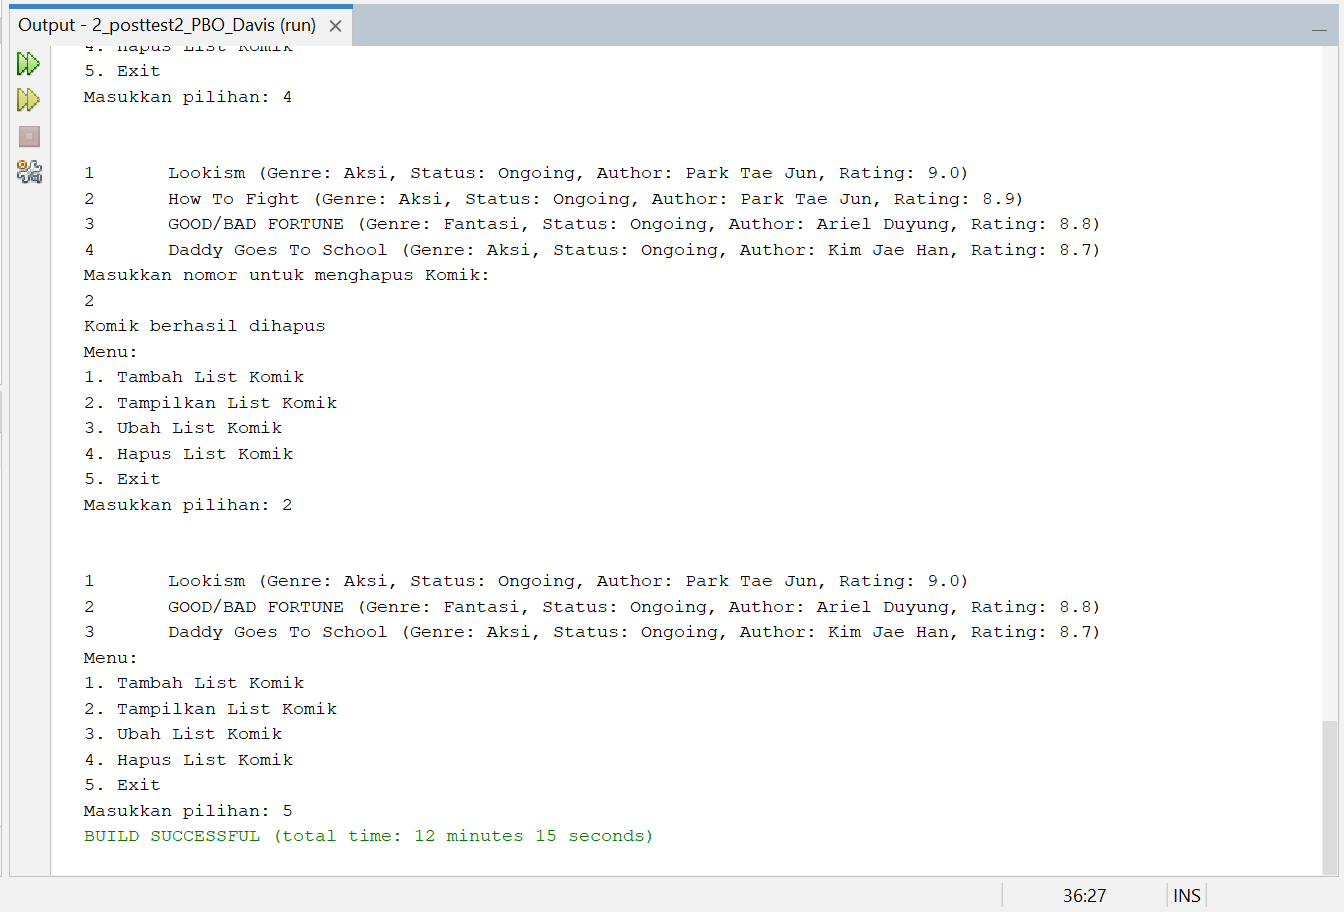 Output - 2_posttest2_PBO_Davis (run)
4. Hapus List Komik
5. Exit
Masukkan pilihan: 4
1 Lookism (Genre: Aksi, Status: Ongoing, Author: Park Tae Jun, Rating: 9.0)
2 How To Fight (Genre: Aksi, Status: Ongoing, Author: Park Tae Jun, Rating: 8.9)
3 GOOD/BAD FORTUNE (Genre: Fantasi, Status: Ongoing, Author: Ariel Duyung, Rating: 8.8)
4 Daddy Goes To School (Genre: Aksi, Status: Ongoing, Author: Kim Jae Han, Rating: 8.7)
Masukkan nomor untuk menghapus Komik:
2
Komik berhasil dihapus
Menu:
1. Tambah List Komik
2. Tampilkan List Komik
3. Ubah List Komik
4. Hapus List Komik
5. Exit
Masukkan pilihan: 2
1 Lookism (Genre: Aksi, Status: Ongoing, Author: Park Tae Jun, Rating: 9.0)
2 GOOD/BAD FORTUNE (Genre: Fantasi, Status: Ongoing, Author: Ariel Duyung, Rating: 8.8)
3 Daddy Goes To School (Genre: Aksi, Status: Ongoing, Author: Kim Jae Han, Rating: 8.7)
Menu:
1. Tambah List Komik
2. Tampilkan List Komik
3. Ubah List Komik
4. Hapus List Komik
5. Exit
Masukkan pilihan: 5
BUILD SUCCESSFUL (total time: 12 minutes 15 seconds)
36:27 INS